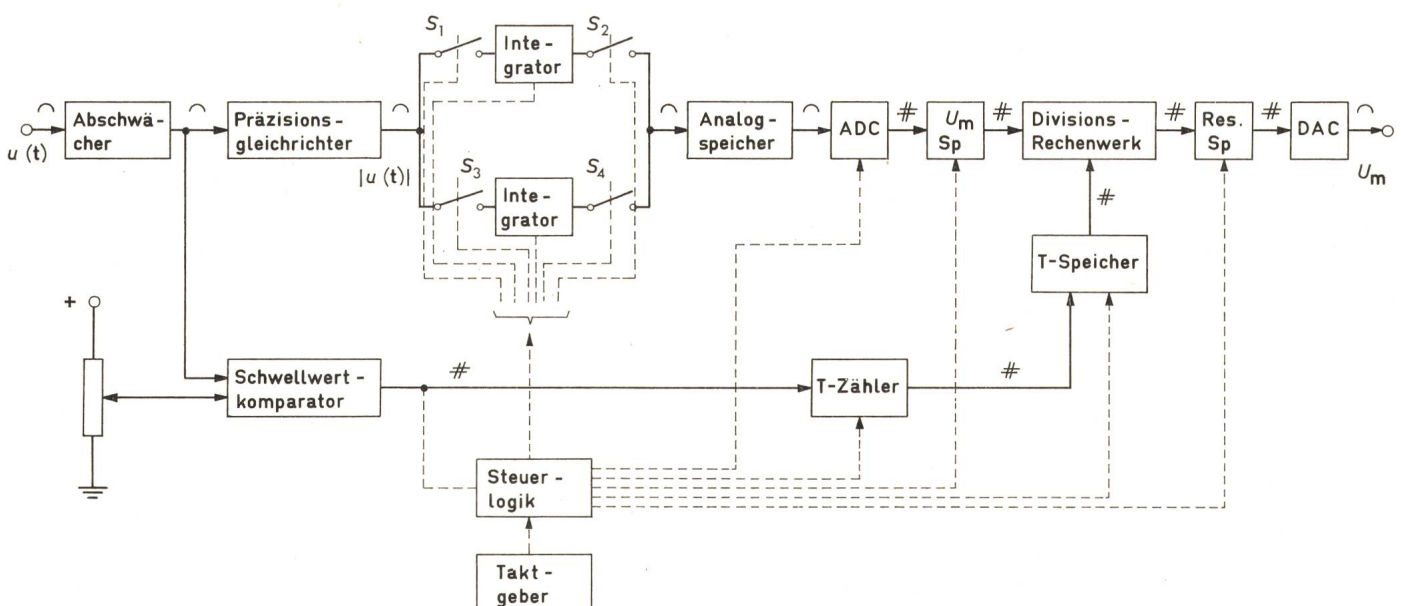 S1
Inte-
grator
S2
u (t)
Abschwä-
cher
Präzisions-
gleichrichter
|u (t)|
S3
Inte-
grator
S4
Analog-
speicher
ADC
#
Um
Sp
#
Divisions-
Rechenwerk
#
Res.
Sp
#
DAC
Um
#
T-Speicher
+
Schwellwert-
komparator
#
T-Zähler
#
Steuer-
logik
Takt-
geber